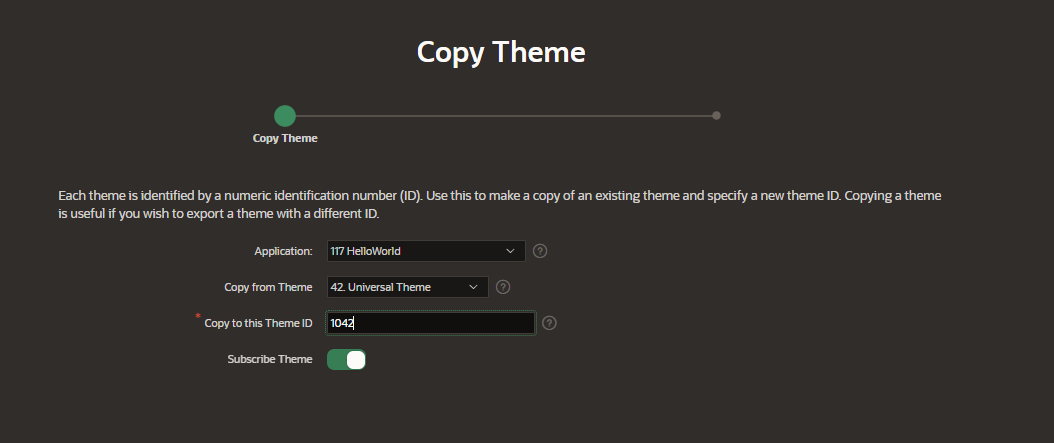 Copy Theme
Copy Theme
Each theme is identified by a numeric identification number (ID). Use this to make a copy of an existing theme and specify a new theme ID. Copying a theme
is useful if you wish to export a theme with a different ID.
Application: 117 HelloWorld ?
Copy from Theme 42. Universal Theme ?
* Copy to this Theme ID 1042 ?
Subscribe Theme